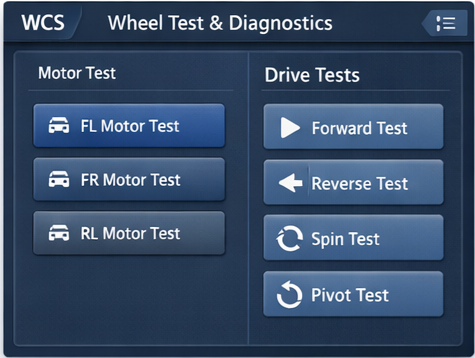 WCS
Wheel Test & Diagnostics
Motor Test
FL Motor Test
FR Motor Test
RL Motor Test
Drive Tests
Forward Test
Reverse Test
Spin Test
Pivot Test